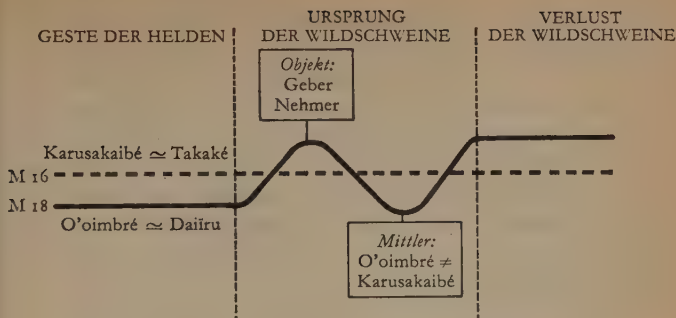 GESTE DER HELDEN
URSPRUNG
DER WILDSCHWEINE
VERLUST
DER WILDSCHWEINE
Objekt:
Geber
Nehmer
Karusakaibé ≃ Takaké
M 16
M 18
O'oimbré ≃ Daiïru
Mittler:
O'oimbré ≠
Karusakaibé